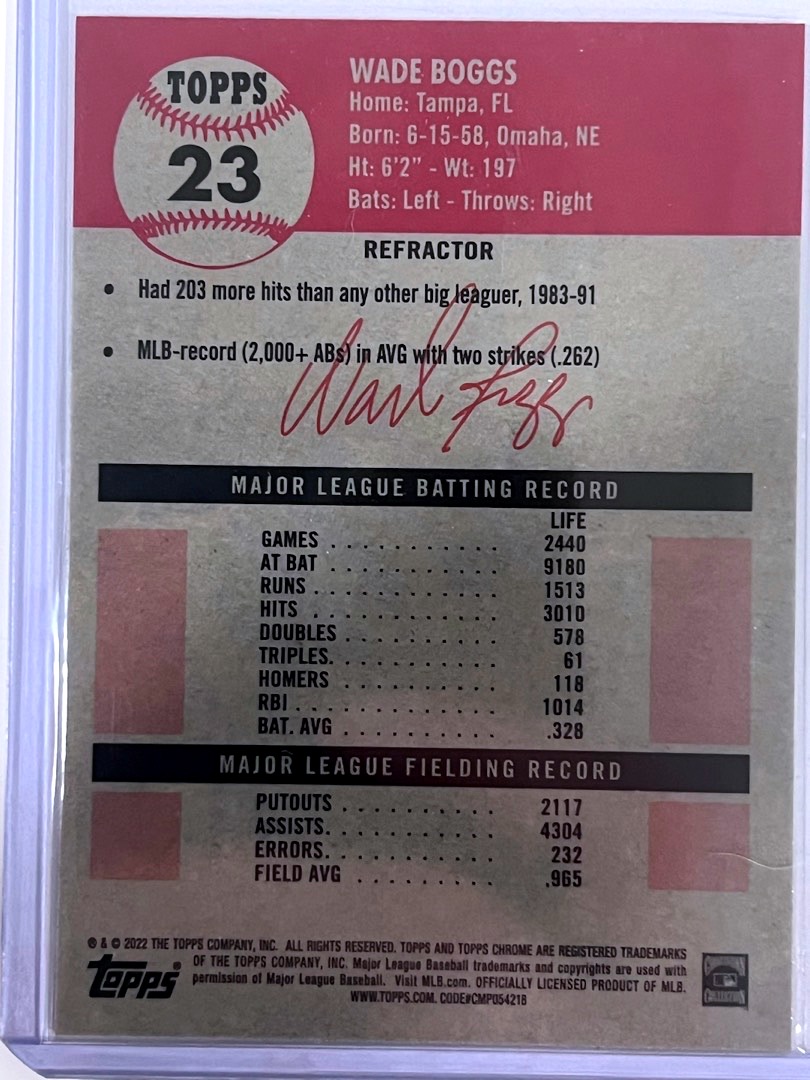 TOPPS
23
WADE BOGGS
Home: Tampa, FL
Born: 6-15-58, Omaha, NE
Ht: 6'2" - Wt: 197
Bats: Left - Throws: Right
REFRACTOR
• Had 203 more hits than any other big leaguer, 1983-91
• MLB-record (2,000+ ABs) in AVG with two strikes (.262)
Wade Boggs
MAJOR LEAGUE BATTING RECORD
LIFE
GAMES . . . . . . . . . . . 2440
AT BAT . . . . . . . . . . . 9180
RUNS . . . . . . . . . . . . 1513
HITS . . . . . . . . . . . . 3010
DOUBLES . . . . . . . . . . 578
TRIPLES. . . . . . . . . . . 61
HOMERS . . . . . . . . . . 118
RBI . . . . . . . . . . . . . 1014
BAT. AVG . . . . . . . . . . .328
MAJOR LEAGUE FIELDING RECORD
PUTOUTS . . . . . . . . . . 2117
ASSISTS. . . . . . . . . . . 4304
ERRORS. . . . . . . . . . . 232
FIELD AVG . . . . . . . . . .965
® & © 2022 THE TOPPS COMPANY, INC. ALL RIGHTS RESERVED. TOPPS AND TOPPS CHROME ARE REGISTERED TRADEMARKS
OF THE TOPPS COMPANY, INC. Major League Baseball trademarks and copyrights are used with
permission of Major League Baseball. Visit MLB.com. OFFICIALLY LICENSED PRODUCT OF MLB.
WWW.TOPPS.COM. CODE#CMP054218
Topps®